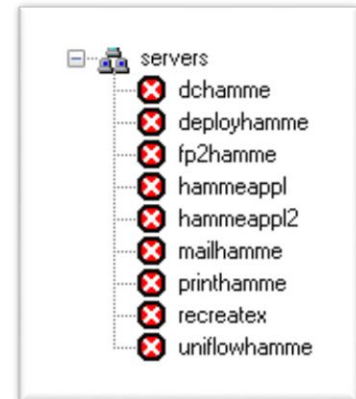 servers
dchamme
deployhamme
fp2hamme
hammeappl
hammeappl2
mailhamme
printhamme
recreatex
uniflowhamme